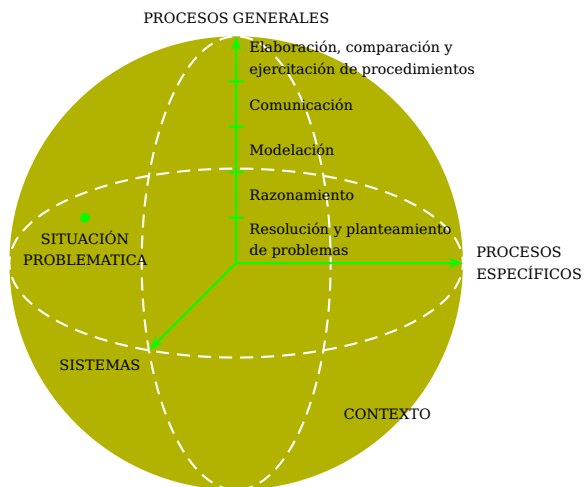 PROCESOS GENERALES
Elaboración, comparación y
ejercitación de procedimientos
Comunicación
Modelación
Razonamiento
Resolución y planteamiento
de problemas
SITUACIÓN
PROBLEMATICA
PROCESOS
ESPECÍFICOS
SISTEMAS
CONTEXTO